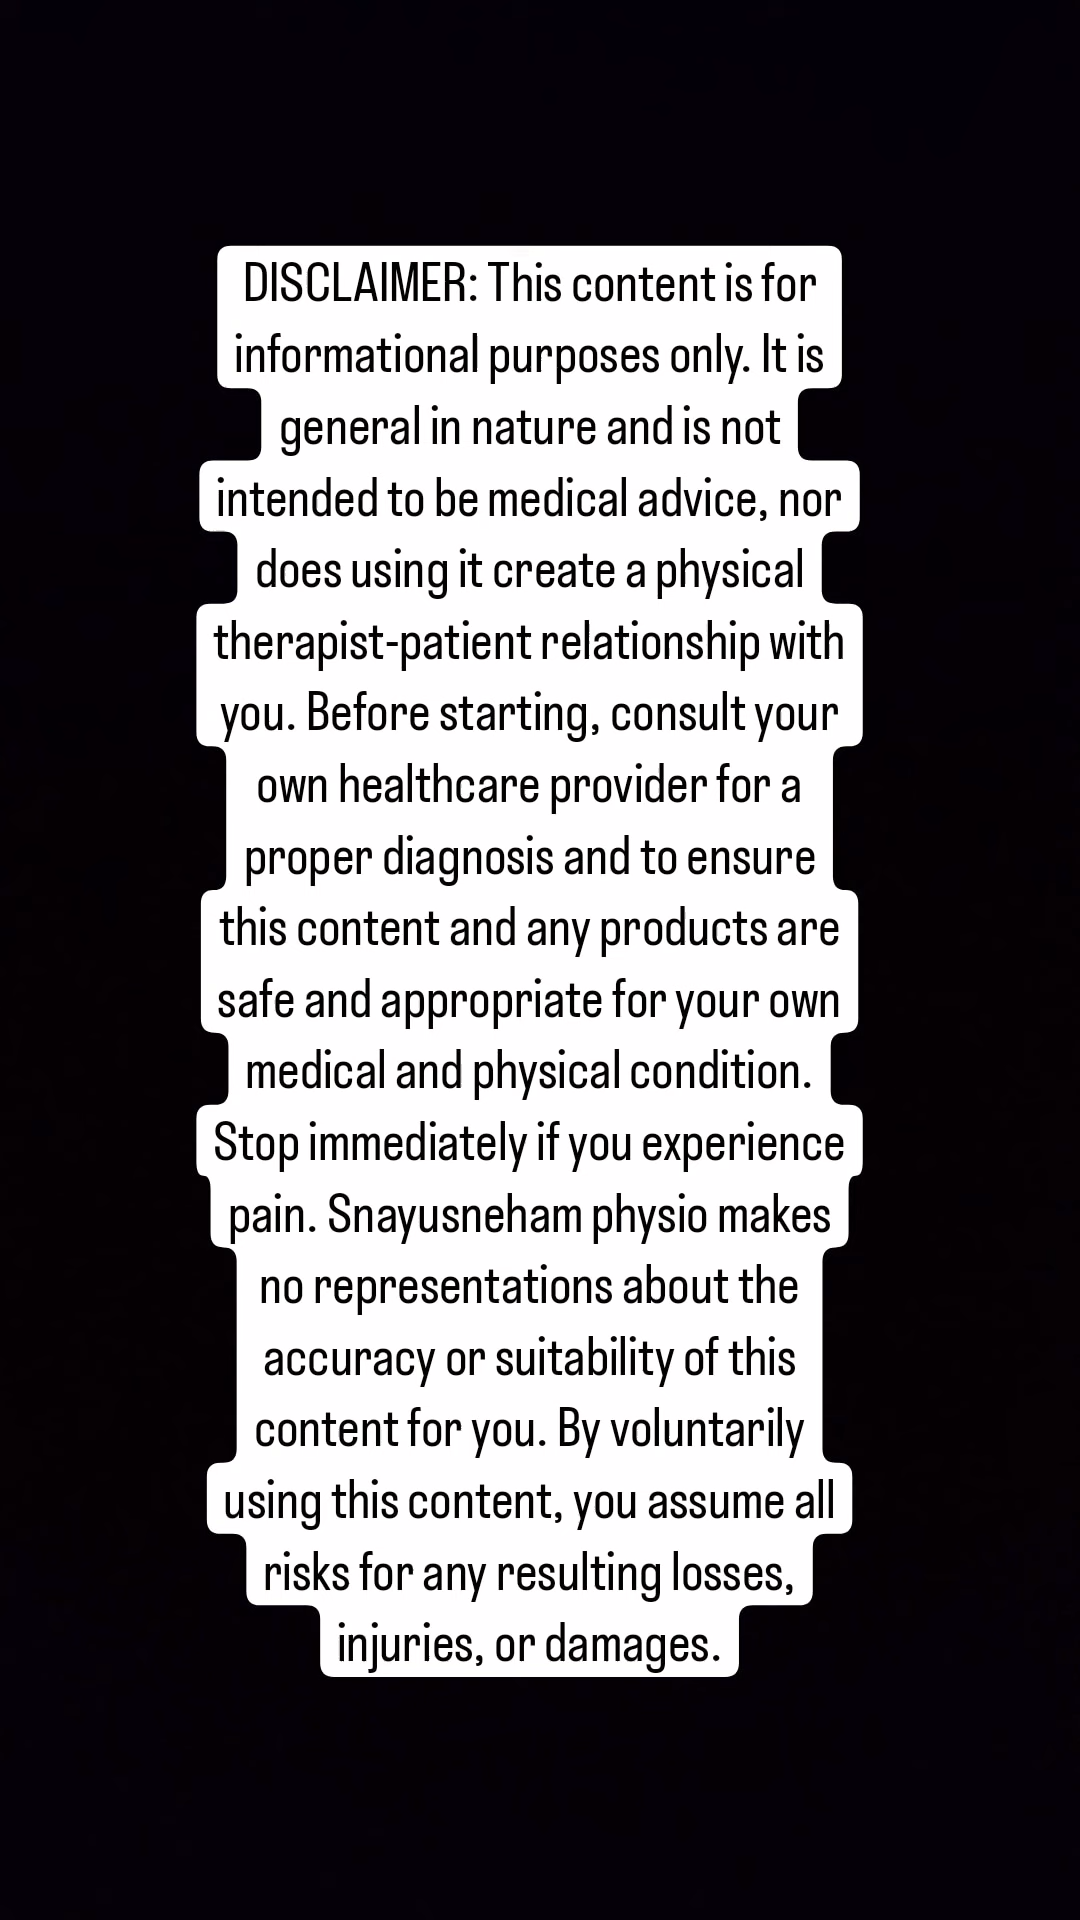 DISCLAIMER: This content is for
informational purposes only. It is
general in nature and is not
intended to be medical advice, nor
does using it create a physical
therapist-patient relationship with
you. Before starting, consult your
own healthcare provider for a
proper diagnosis and to ensure
this content and any products are
safe and appropriate for your own
medical and physical condition.
Stop immediately if you experience
pain. Snayusneham physio makes
no representations about the
accuracy or suitability of this
content for you. By voluntarily
using this content, you assume all
risks for any resulting losses,
injuries, or damages.